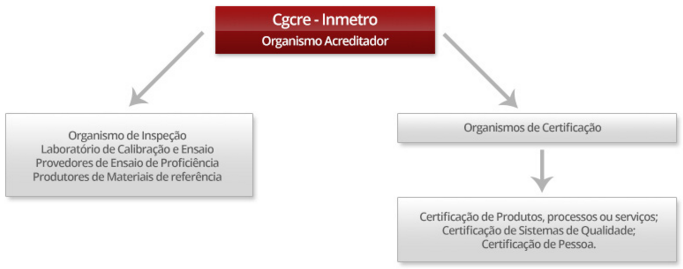 Cgcre - Inmetro
Organismo Acreditador
Organismo de Inspeção
Laboratório de Calibração e Ensaio
Provedores de Ensaio de Proficiência
Produtores de Materiais de referência
Organismos de Certificação
Certificação de Produtos, processos ou serviços;
Certificação de Sistemas de Qualidade;
Certificação de Pessoa.